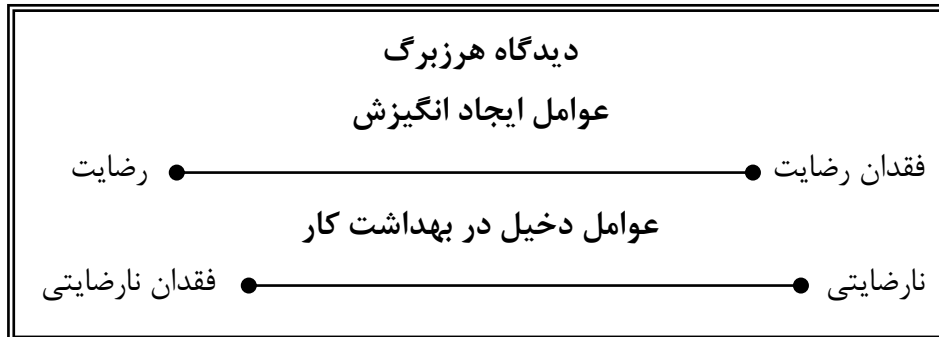 دیدگاه هرزبرگ
عوامل ایجاد انگیزش
فقدان رضایت رضایت
عوامل دخیل در بهداشت کار
نارضایتی فقدان نارضایتی